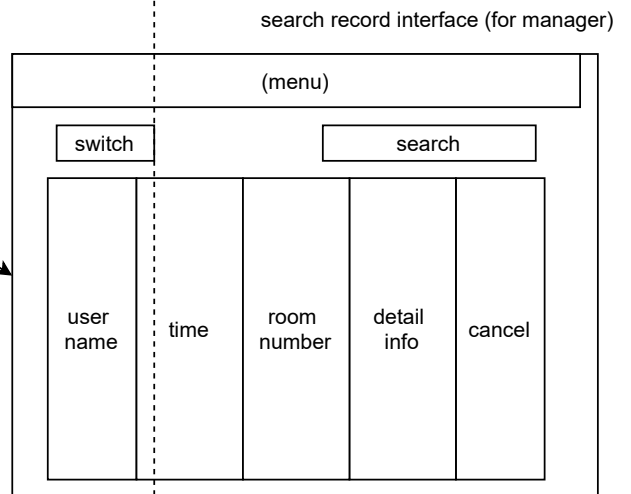 search record interface (for manager)
(menu)
switch
search
user
name
time
room
number
detail
info
cancel